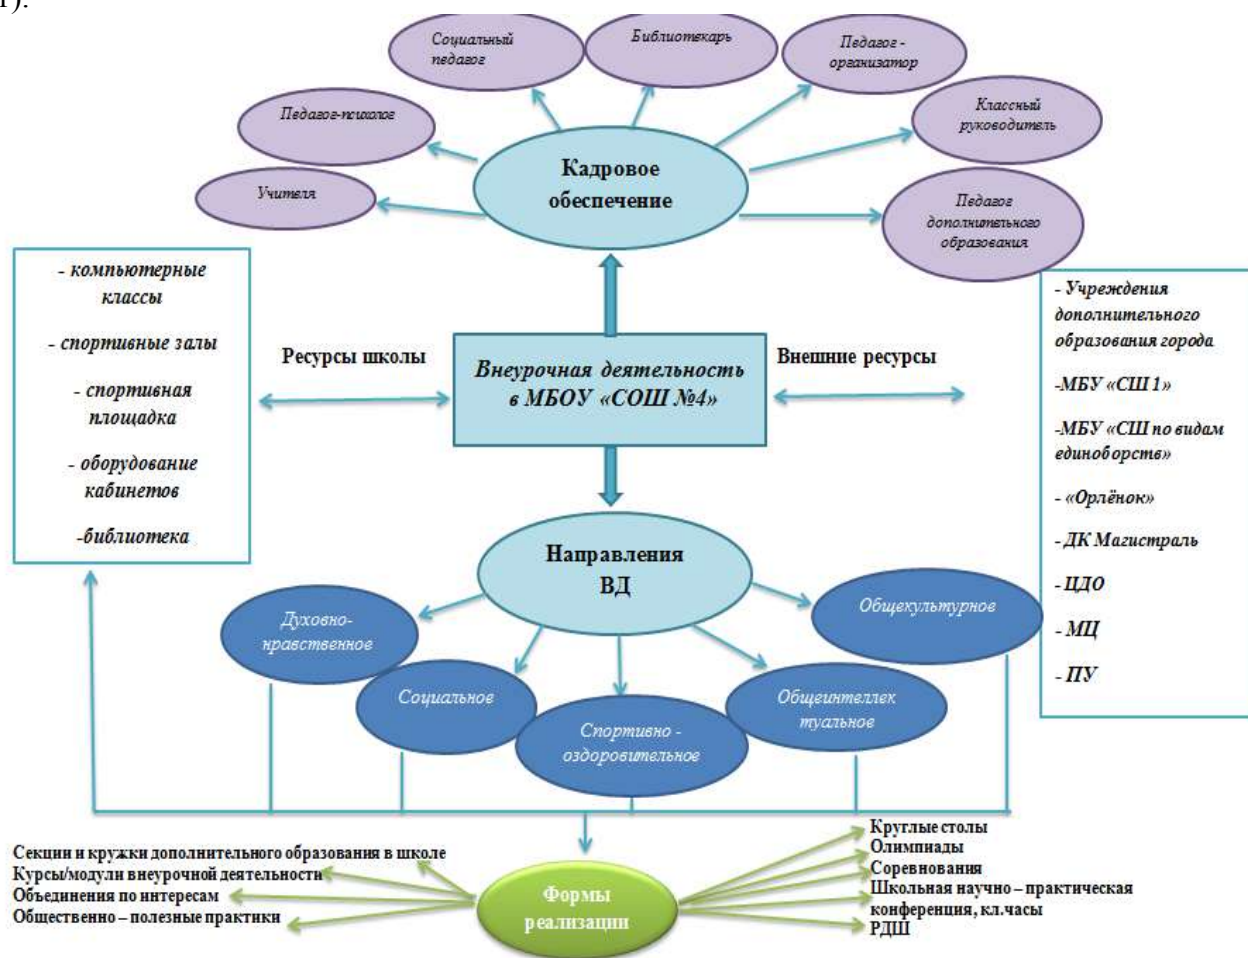 1).
Социальный
педагог
Библиотекарь
Педагог -
организатор
Педагог-психолог
Классный
руководитель
Учителя
Кадровое
обеспечение
Педагог
дополнительного
образования
- компьютерные
классы
- спортивные залы
- спортивная
площадка
- оборудование
кабинетов
-библиотека
Ресурсы школы
Внеурочная деятельность
в МБОУ «СОШ №4»
Внешние ресурсы
- Учреждения
дополнительного
образования города
-МБУ «СШ 1»
-МБУ «СШ по видам
единоборств»
- «Орлёнок»
- ДК Магистраль
- ЦДО
- МЦ
- ПУ
Направления
ВД
Духовно-
нравственное
Социальное
Спортивно -
оздоровительное
Общеинтеллек
туальное
Общекультурное
Секции и кружки дополнительного образования в школе
Курсы/модули внеурочной деятельности
Объединения по интересам
Общественно – полезные практики
Формы
реализации
Круглые столы
Олимпиады
Соревнования
Школьная научно – практическая
конференция, кл.часы
РДШ